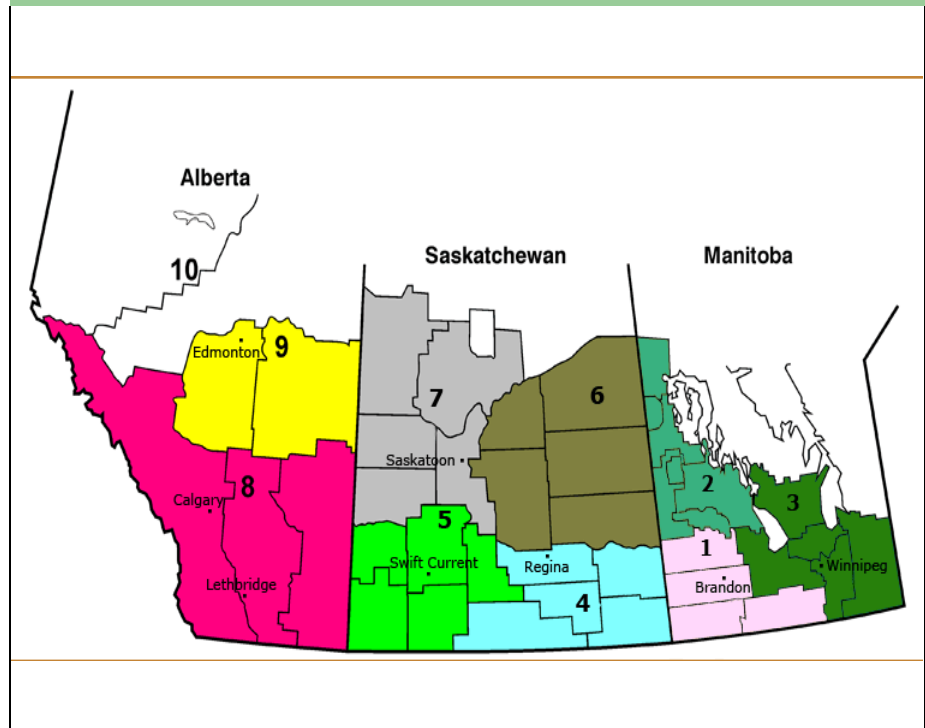 Alberta
10
Saskatchewan
Manitoba
Edmonton
9
7
6
Saskatoon
8
Calgary
5
2
3
Swift Current
Regina
1
Winnipeg
Lethbridge
4
Brandon